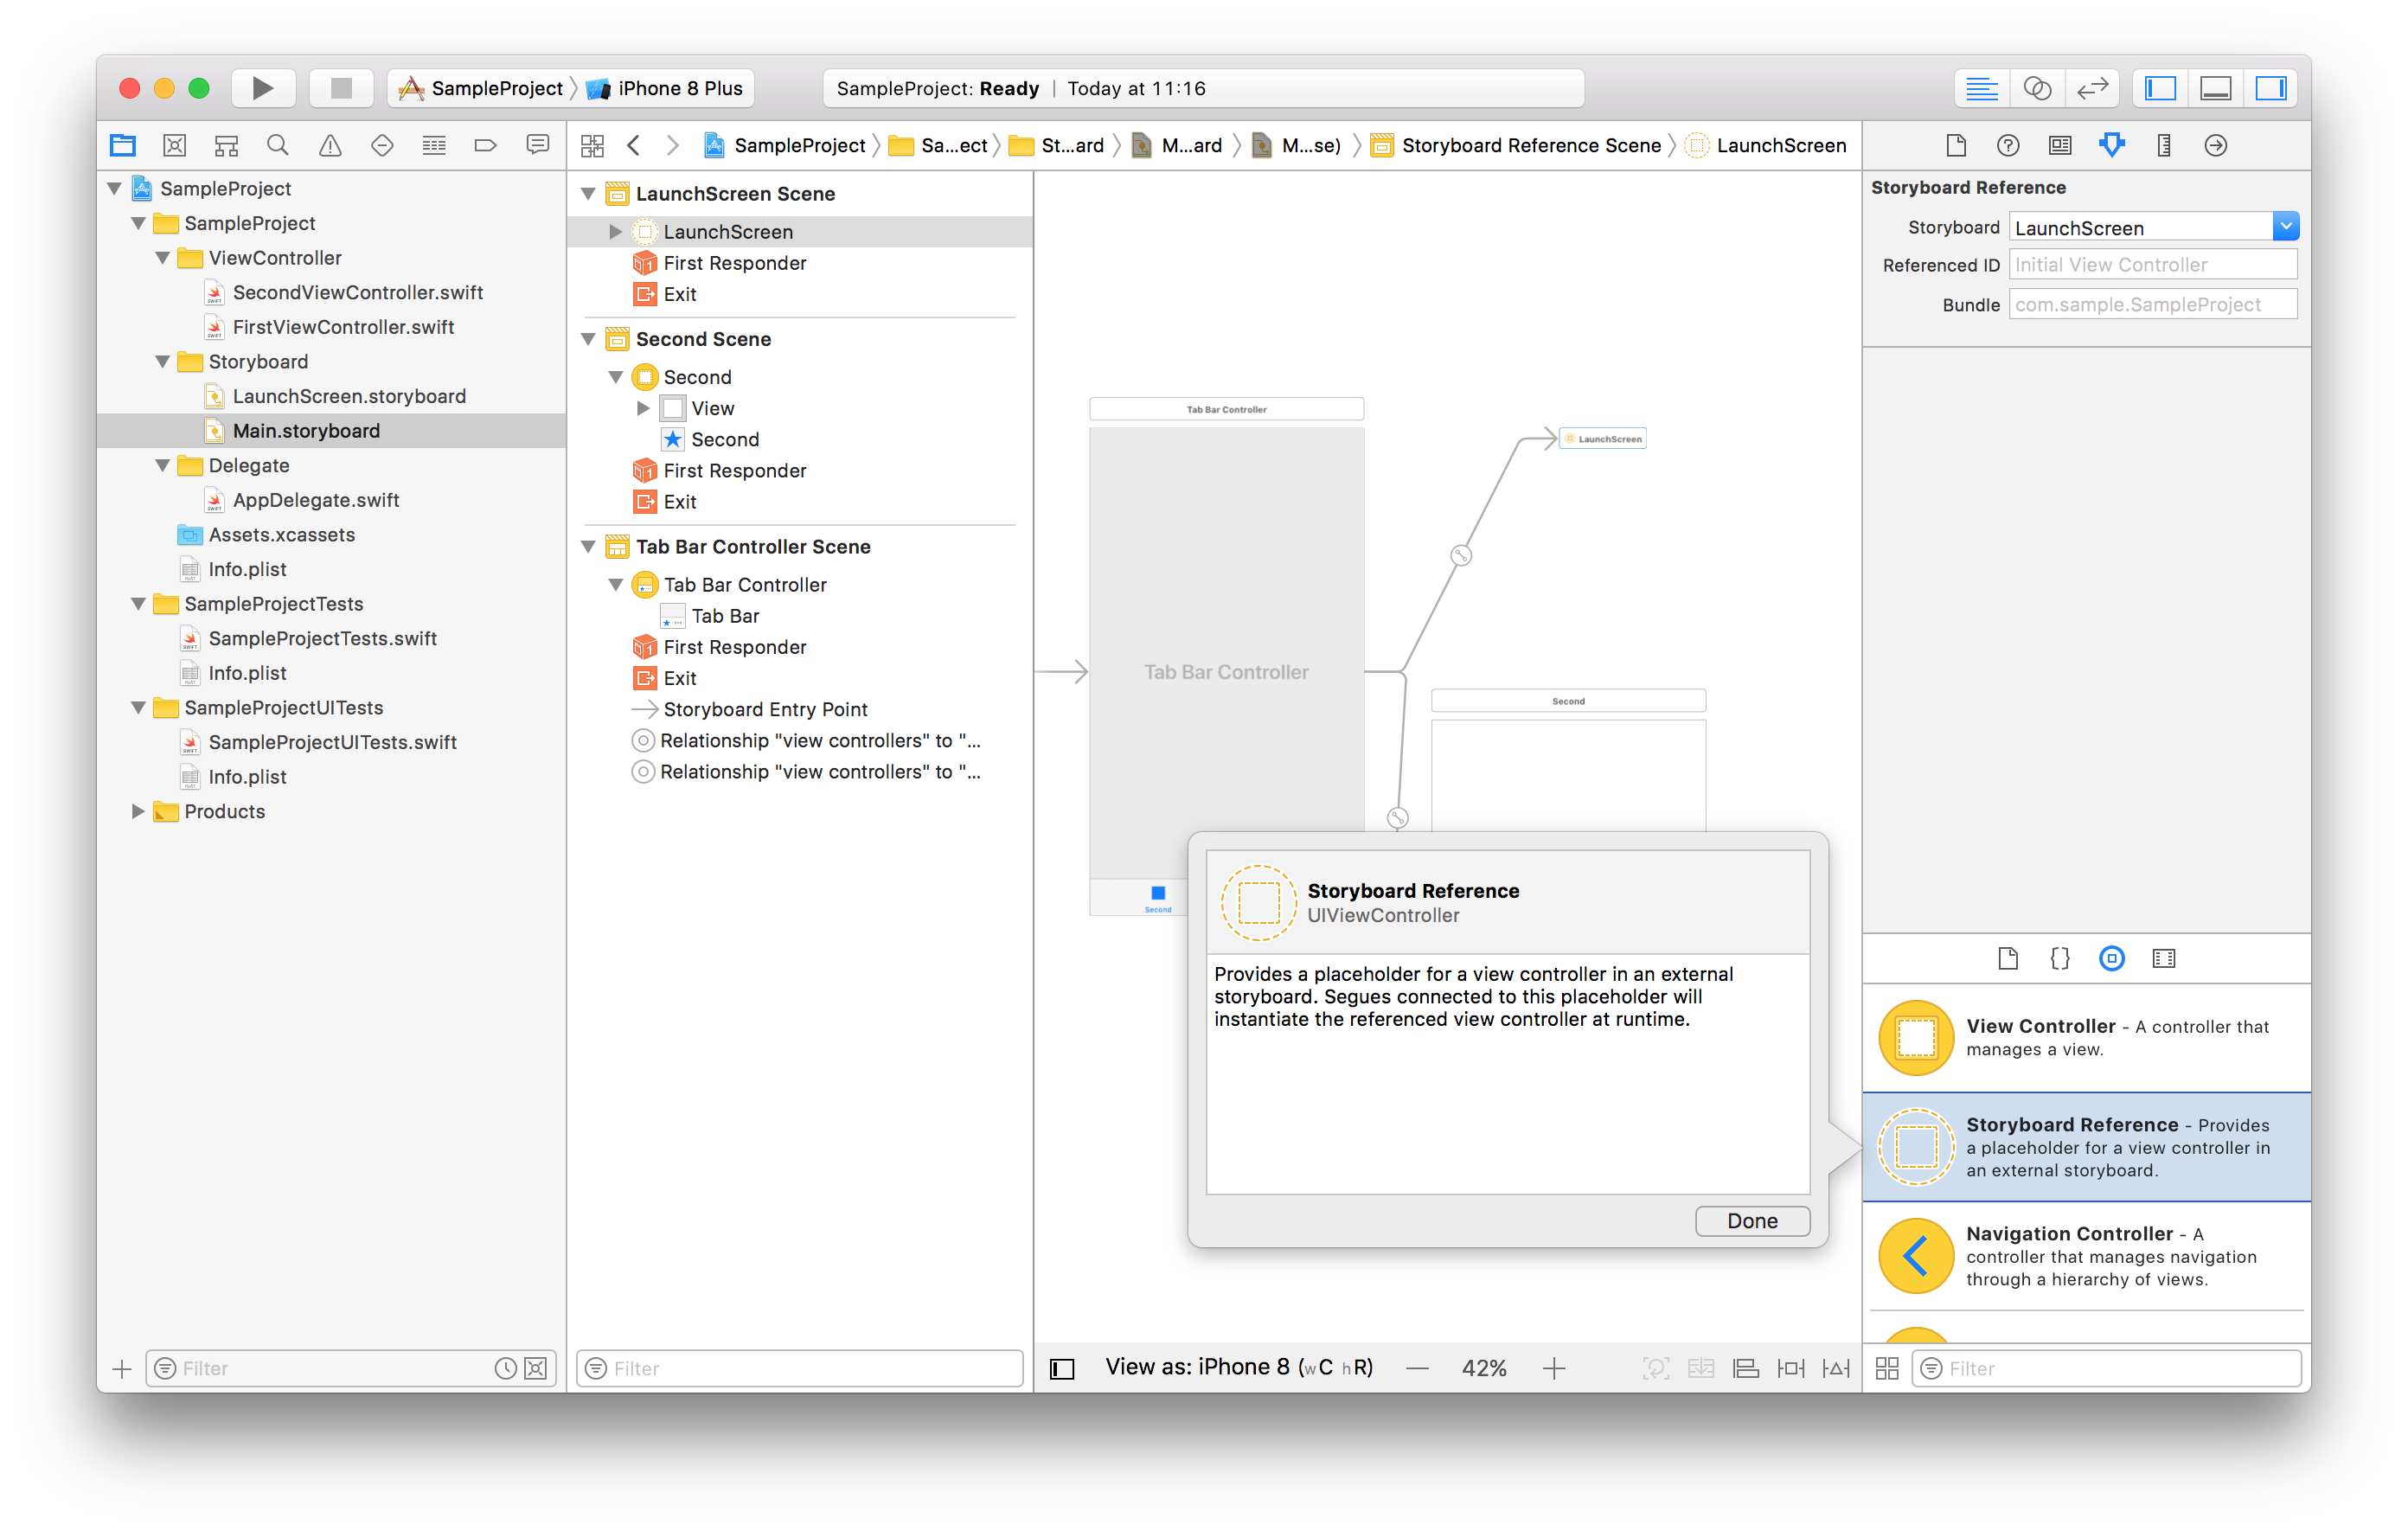 SampleProject
iPhone 8 Plus
SampleProject: Ready | Today at 11:16
SampleProject
Sa...ect
St...ard
M...ard
M...se)
Storyboard Reference Scene
LaunchScreen
SampleProject
SampleProject
ViewController
SecondViewController.swift
FirstViewController.swift
Storyboard
LaunchScreen.storyboard
Main.storyboard
Delegate
AppDelegate.swift
Assets.xcassets
Info.plist
SampleProjectTests
SampleProjectTests.swift
Info.plist
SampleProjectUITests
SampleProjectUITests.swift
Info.plist
Products
Filter
LaunchScreen Scene
LaunchScreen
First Responder
Exit
Second Scene
Second
View
Second
First Responder
Exit
Tab Bar Controller Scene
Tab Bar Controller
Tab Bar
First Responder
Exit
Storyboard Entry Point
Relationship "view controllers" to "...
Relationship "view controllers" to "...
Filter
Tab Bar Controller
LaunchScreen
Tab Bar Controller
Second
Second
Storyboard Reference
UIViewController
Provides a placeholder for a view controller in an external
storyboard. Segues connected to this placeholder will
instantiate the referenced view controller at runtime.
Done
View as: iPhone 8 (wC hR)
42%
Storyboard Reference
Storyboard LaunchScreen
Referenced ID Initial View Controller
Bundle com.sample.SampleProject
View Controller - A controller that
manages a view.
Storyboard Reference - Provides
a placeholder for a view controller in
an external storyboard.
Navigation Controller - A
controller that manages navigation
through a hierarchy of views.
Filter